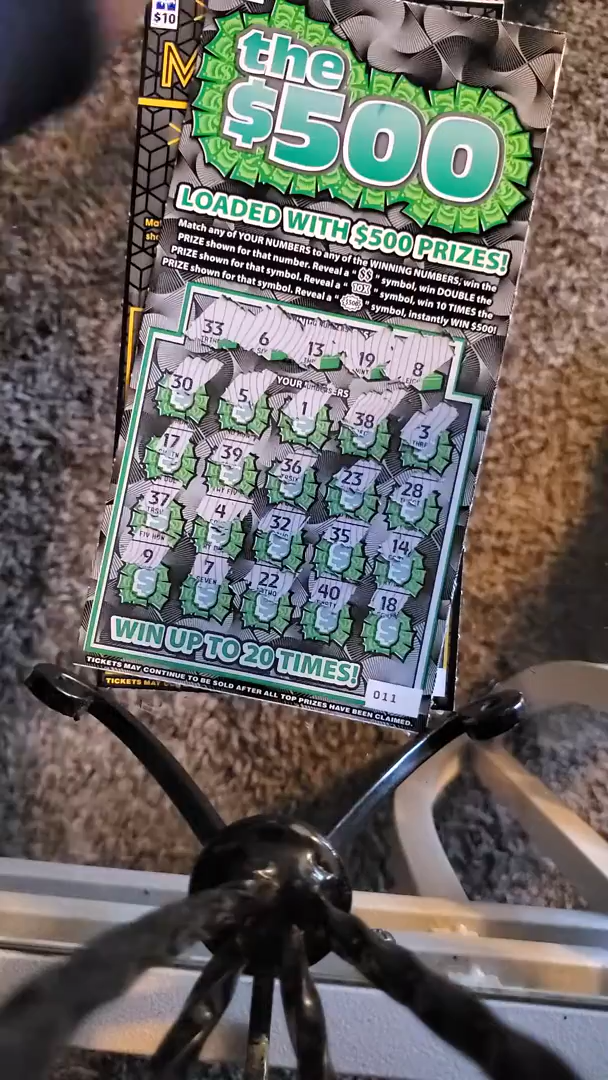 $10
M
the
$500
LOADED WITH $500 PRIZES!
Match any of YOUR NUMBERS to any of the WINNING NUMBERS, win the
PRIZE shown for that number. Reveal a "$$" symbol, win DOUBLE the
PRIZE shown for that symbol. Reveal a "10X" symbol, win 10 TIMES the
PRIZE shown for that symbol. Reveal a "$500" symbol, instantly WIN $500!
33 6 13 19 8
YOUR NUMBERS
30 5 1 38 3
17 39 36 23 28
37 4 32 35 14
9 7 22 40 18
SEVEN
WIN UP TO 20 TIMES!
011
TICKETS MAY CONTINUE TO BE SOLD AFTER ALL TOP PRIZES HAVE BEEN CLAIMED.
TICKETS MAY